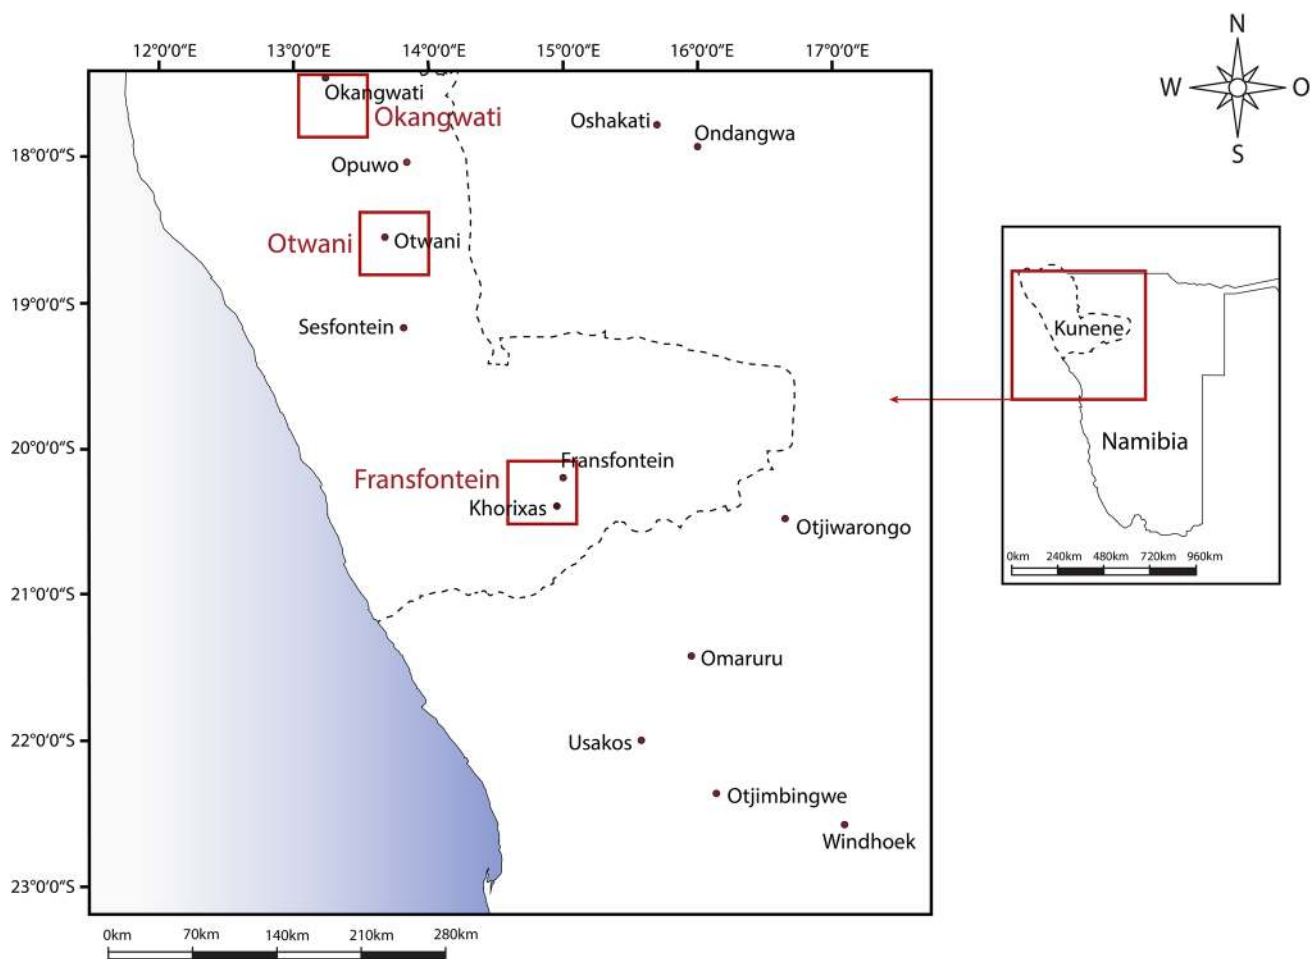 12°0'0"E 13°0'0"E 14°0'0"E 15°0'0"E 16°0'0"E 17°0'0"E
N
W O
S
18°0'0"S
19°0'0"S
20°0'0"S
21°0'0"S
22°0'0"S
23°0'0"S
Okangwati
Okangwati
Oshakati
Ondangwa
Opuwo
Otwani
Otwani
Sesfontein
Fransfontein
Fransfontein
Khorixas
Otjiwarongo
Omaruru
Usakos
Otjimbingwe
Windhoek
0km 70km 140km 210km 280km
Kunene
Namibia
0km 240km 480km 720km 960km